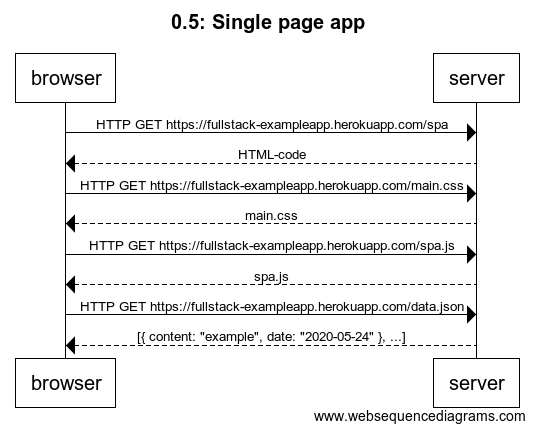 0.5: Single page app
browser server
HTTP GET https://fullstack-exampleapp.herokuapp.com/spa
HTML-code
HTTP GET https://fullstack-exampleapp.herokuapp.com/main.css
main.css
HTTP GET https://fullstack-exampleapp.herokuapp.com/spa.js
spa.js
HTTP GET https://fullstack-exampleapp.herokuapp.com/data.json
[{ content: "example", date: "2020-05-24" }, ...]
browser server
www.websequencediagrams.com